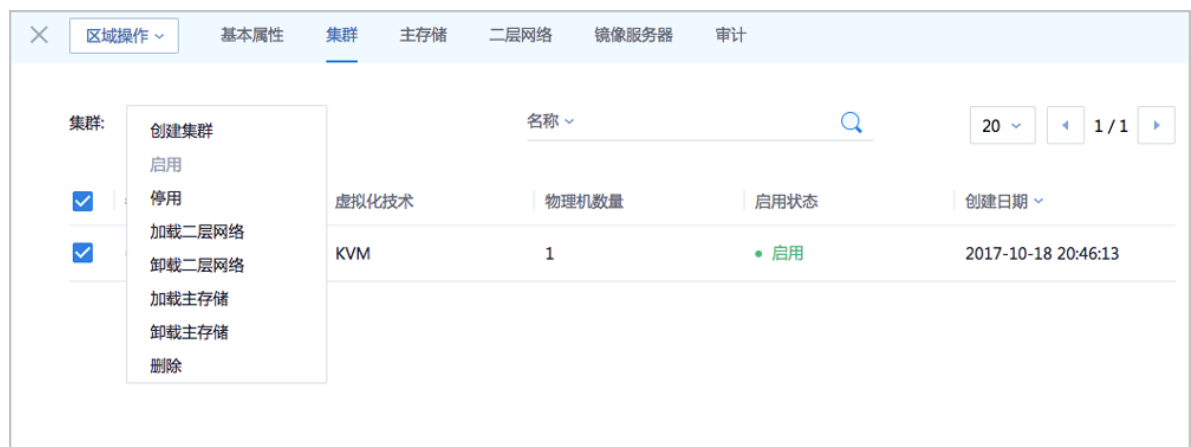 区域操作 基本属性 集群 主存储 二层网络 镜像服务器 审计
集群: 名称 20 1 / 1
创建集群
启用
停用
加载二层网络
卸载二层网络
加载主存储
卸载主存储
删除
虚拟化技术 物理机数量 启用状态 创建日期
KVM 1 启用 2017-10-18 20:46:13